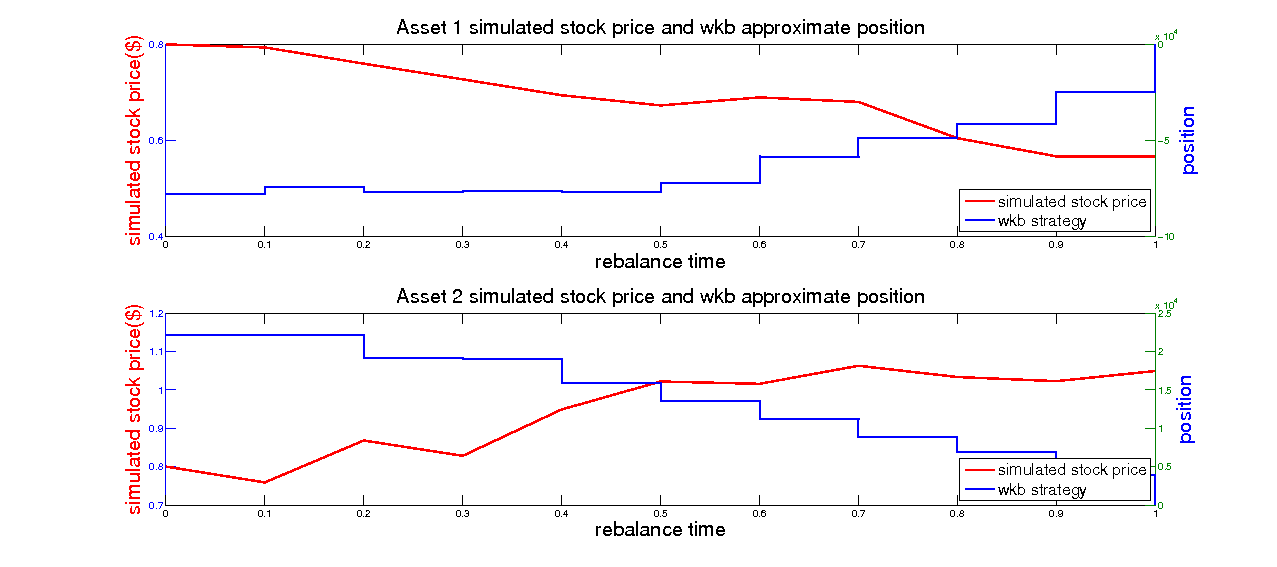 Asset 1 simulated stock price and wkb approximate position
x 10^4
simulated stock price($)
0.8
0.6
0.4
0
-5
-10
position
simulated stock price
wkb strategy
0 0.1 0.2 0.3 0.4 0.5 0.6 0.7 0.8 0.9 1
rebalance time
Asset 2 simulated stock price and wkb approximate position
x 10^4
simulated stock price($)
1.2
1.1
1
0.9
0.8
0.7
2.5
2
1.5
1
0.5
0
position
simulated stock price
wkb strategy
0 0.1 0.2 0.3 0.4 0.5 0.6 0.7 0.8 0.9 1
rebalance time